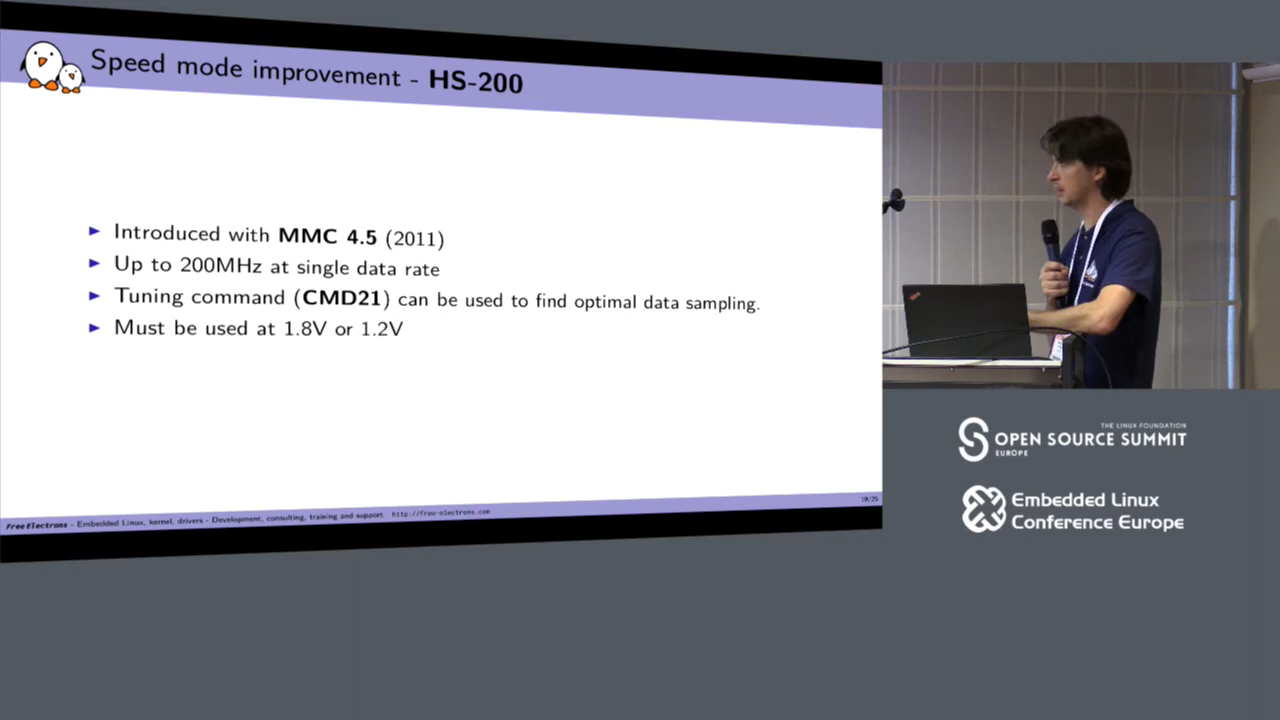 Speed mode improvement - HS-200
Introduced with MMC 4.5 (2011)
Up to 200MHz at single data rate
Tuning command (CMD21) can be used to find optimal data sampling.
Must be used at 1.8V or 1.2V
10/25
Free Electrons - Embedded Linux, kernel, drivers - Development, consulting, training and support. http://free-electrons.com
THE LINUX FOUNDATION
OPEN SOURCE SUMMIT
EUROPE
Embedded Linux
Conference Europe